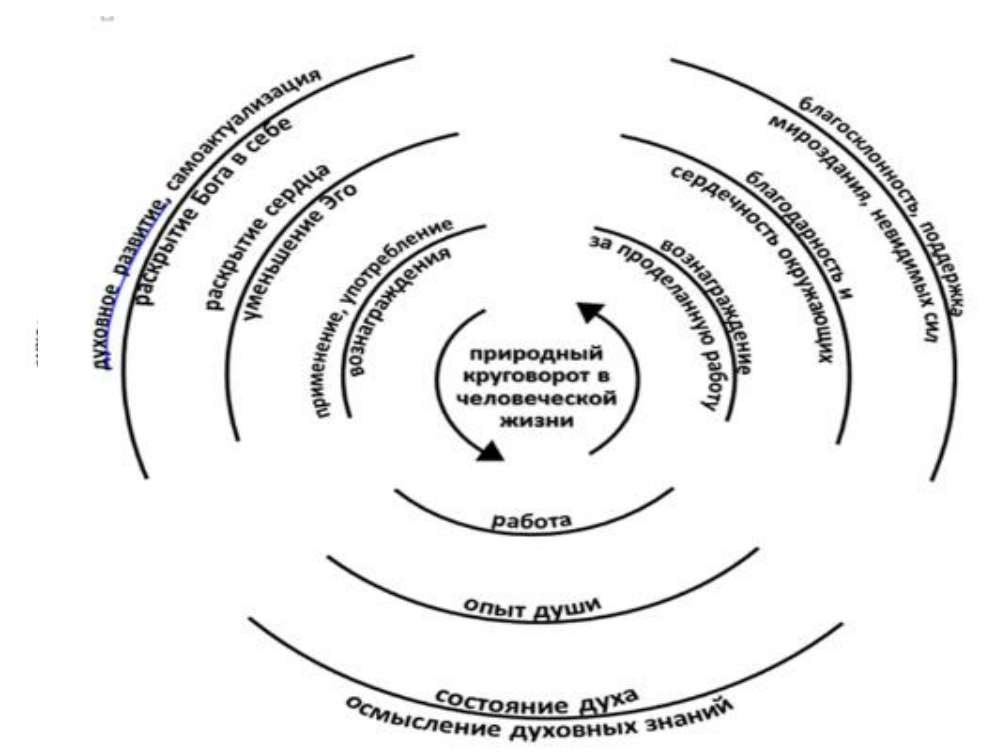 духовное развитие, самоактуализация
раскрытие Бога в себе
раскрытие сердца
уменьшение Эго
применение, употребление
вознаграждения
благосклонность, поддержка
мироздания, невидимых сил
благодарность и
сердечность окружающих
вознаграждение
за проделанную работу
природный
круговорот в
человеческой
жизни
работа
опыт души
состояние духа
осмысление духовных знаний